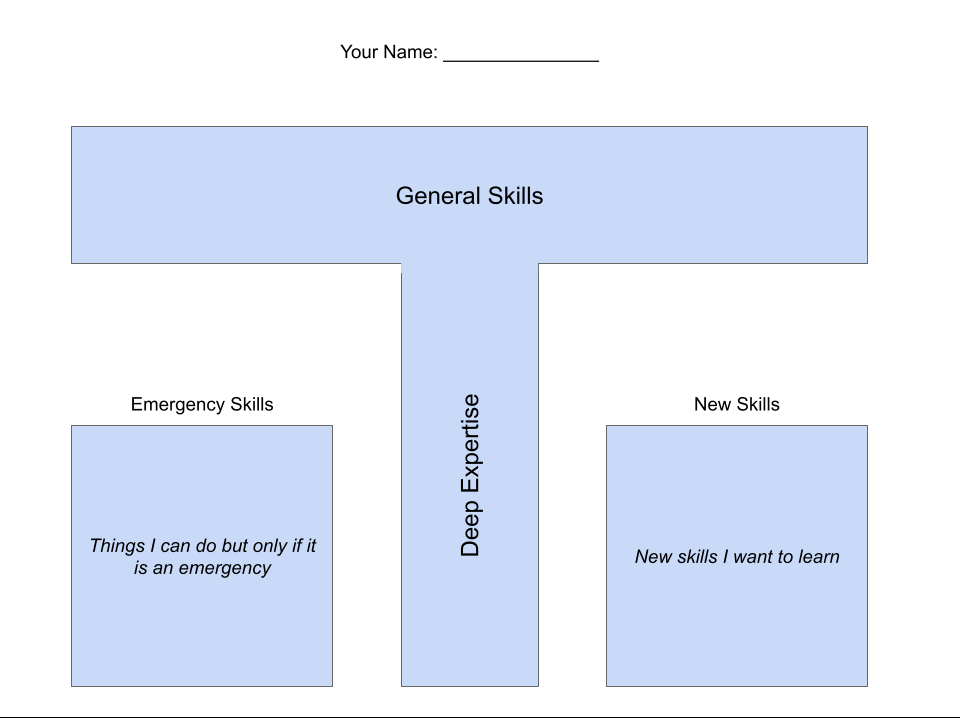 Your Name: _______________
General Skills
Emergency Skills
Things I can do but only if it
is an emergency
Deep Expertise
New Skills
New skills I want to learn